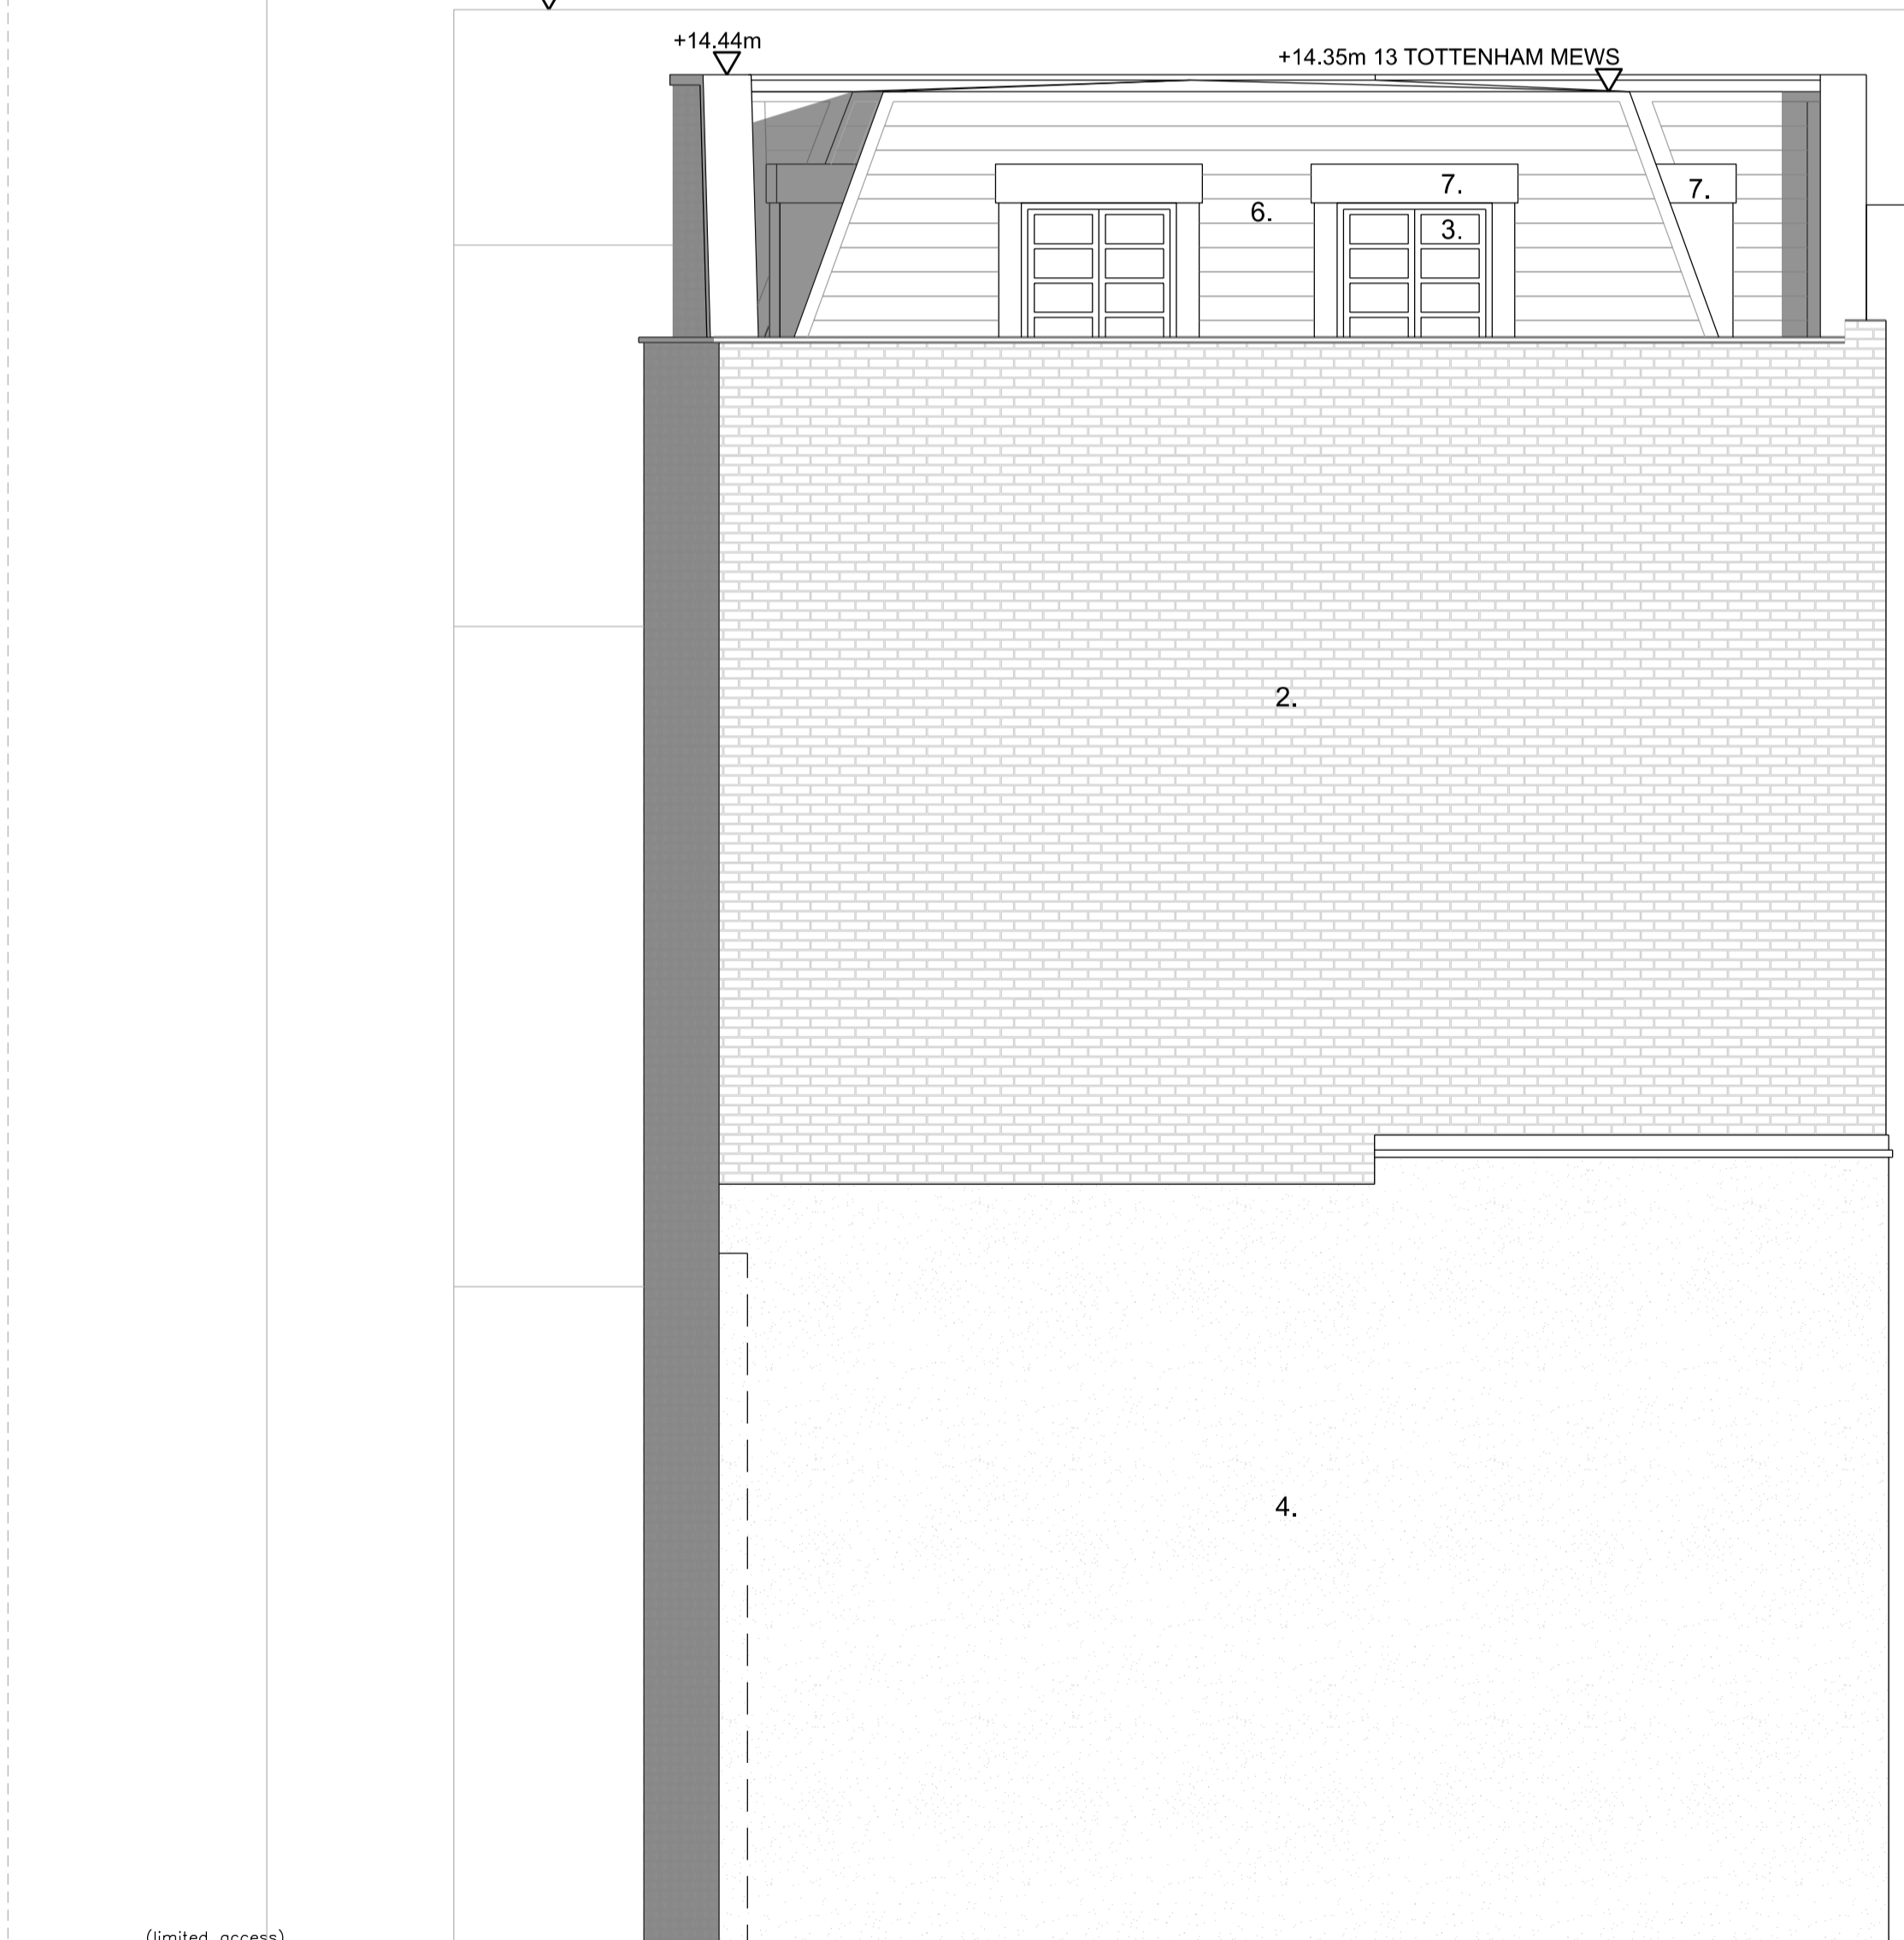 +14.44m
+14.35m 13 TOTTENHAM MEWS
7.
7.
6.
3.
2.
4.
(limited access)